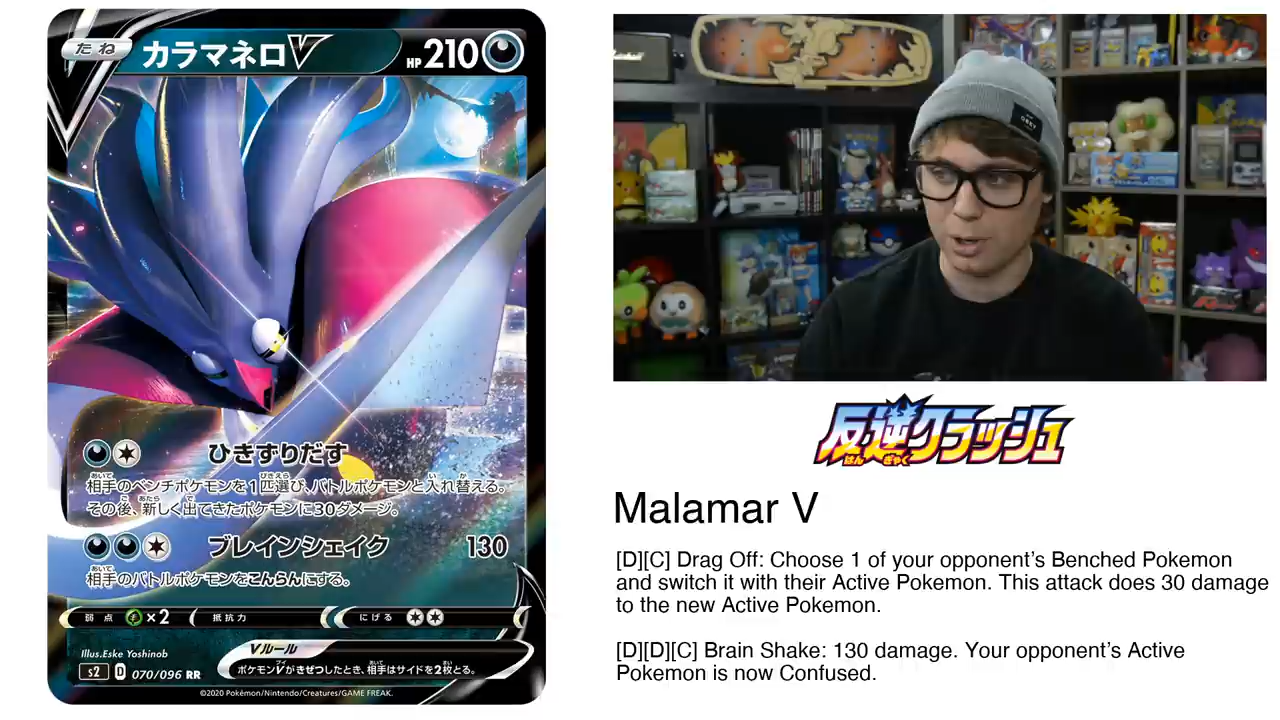 たね
カラマネロV
HP210
ひきずりだす
相手のベンチポケモンを1匹選び、バトルポケモンと入れ替える。
その後、新しく出てきたポケモンに30ダメージ。
ブレインシェイク 130
相手のバトルポケモンをこんらんにする。
弱点 ×2 抵抗力 にげる
Illus.Eske Yoshinob
s2 D 070/096 RR
Vルール
ポケモンVがきぜつしたとき、相手はサイドを2枚とる。
©2020 Pokémon/Nintendo/Creatures/GAME FREAK.
OBEY
反逆クラッシュ
はん ぎゃく
Malamar V
[D][C] Drag Off: Choose 1 of your opponent’s Benched Pokemon
and switch it with their Active Pokemon. This attack does 30 damage
to the new Active Pokemon.
[D][D][C] Brain Shake: 130 damage. Your opponent’s Active
Pokemon is now Confused.